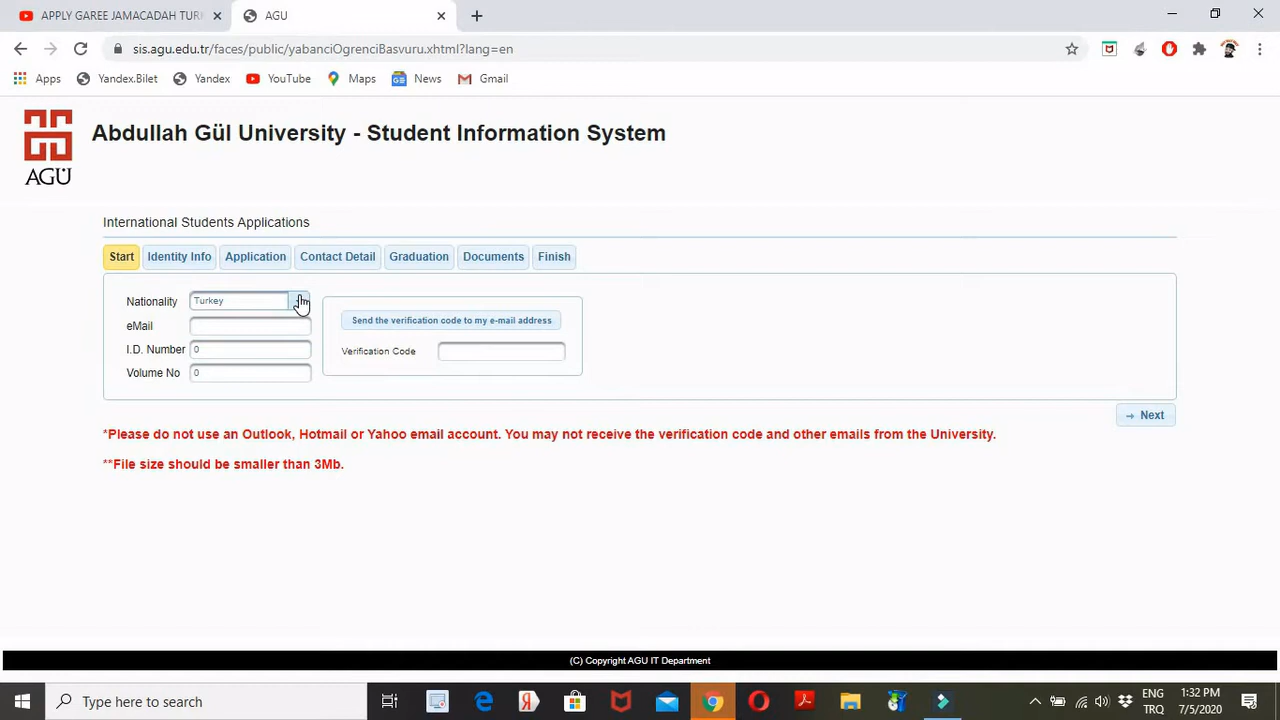 APPLY GAREE JAMACADAH TUR
AGU
sis.agu.edu.tr/faces/public/yabanciOgrenciBasvuru.xhtml?lang=en
Apps
Yandex.Bilet
Yandex
YouTube
Maps
News
Gmail
AGÜ
Abdullah Gül University - Student Information System
International Students Applications
Start
Identity Info
Application
Contact Detail
Graduation
Documents
Finish
Nationality
Turkey
eMail
I.D. Number
0
Volume No
0
Send the verification code to my e-mail address
Verification Code
Next
*Please do not use an Outlook, Hotmail or Yahoo email account. You may not receive the verification code and other emails from the University.
**File size should be smaller than 3Mb.
(C) Copyright AGU IT Department
Type here to search
ENG
TRQ
1:32 PM
7/5/2020